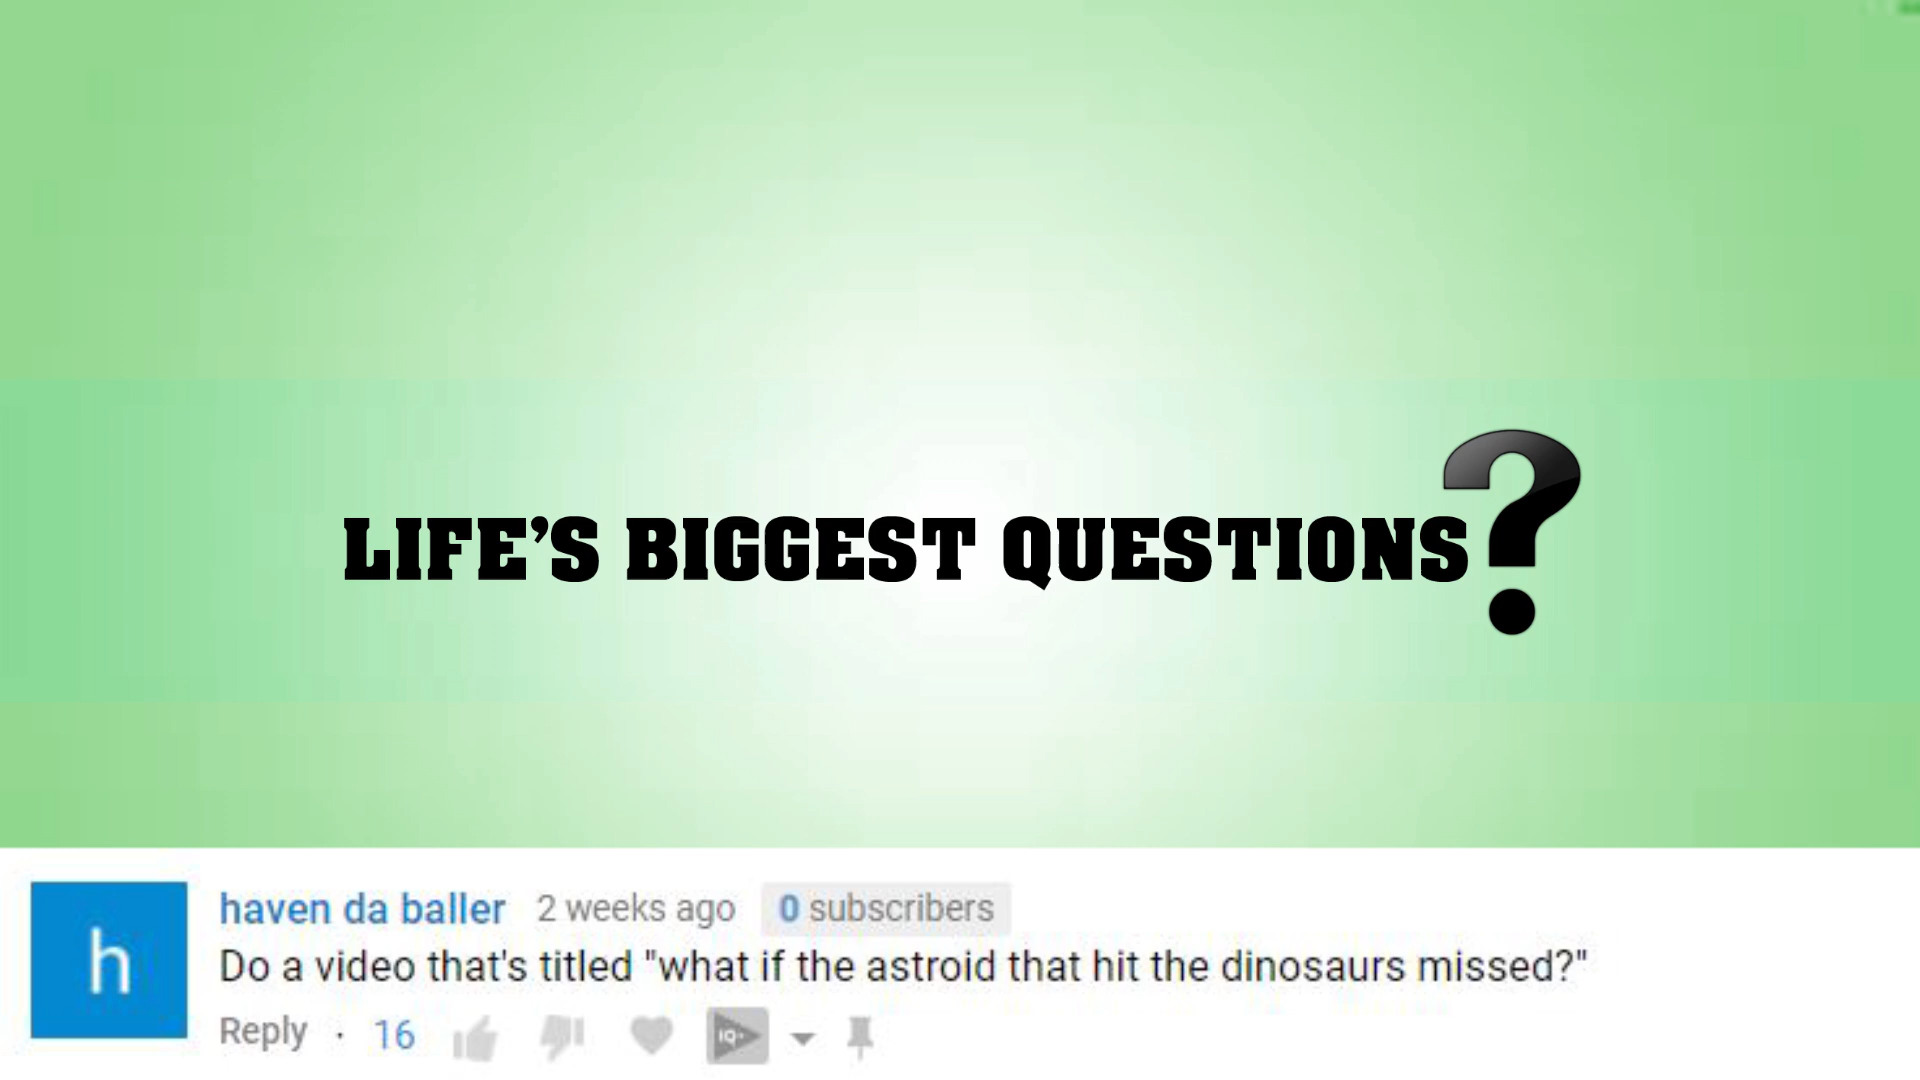 LIFE’S BIGGEST QUESTIONS?
h
haven da baller 2 weeks ago 0 subscribers
Do a video that's titled "what if the astroid that hit the dinosaurs missed?"
Reply · 16 IQ+